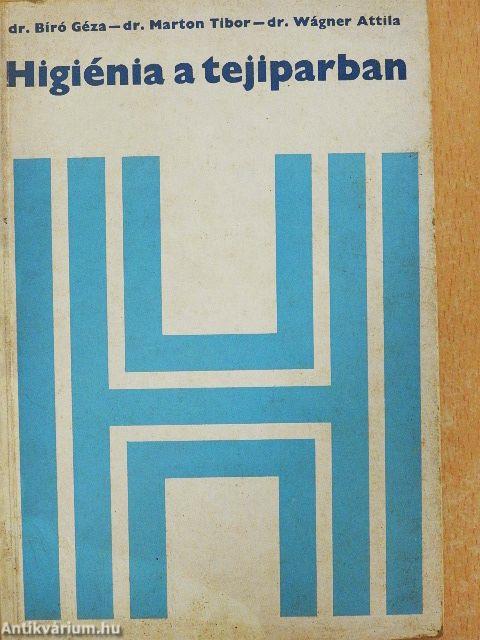 dr. Bíró Géza—dr. Marton Tibor—dr. Wágner Attila
Higiénia a tejiparban
Antikvárium.hu